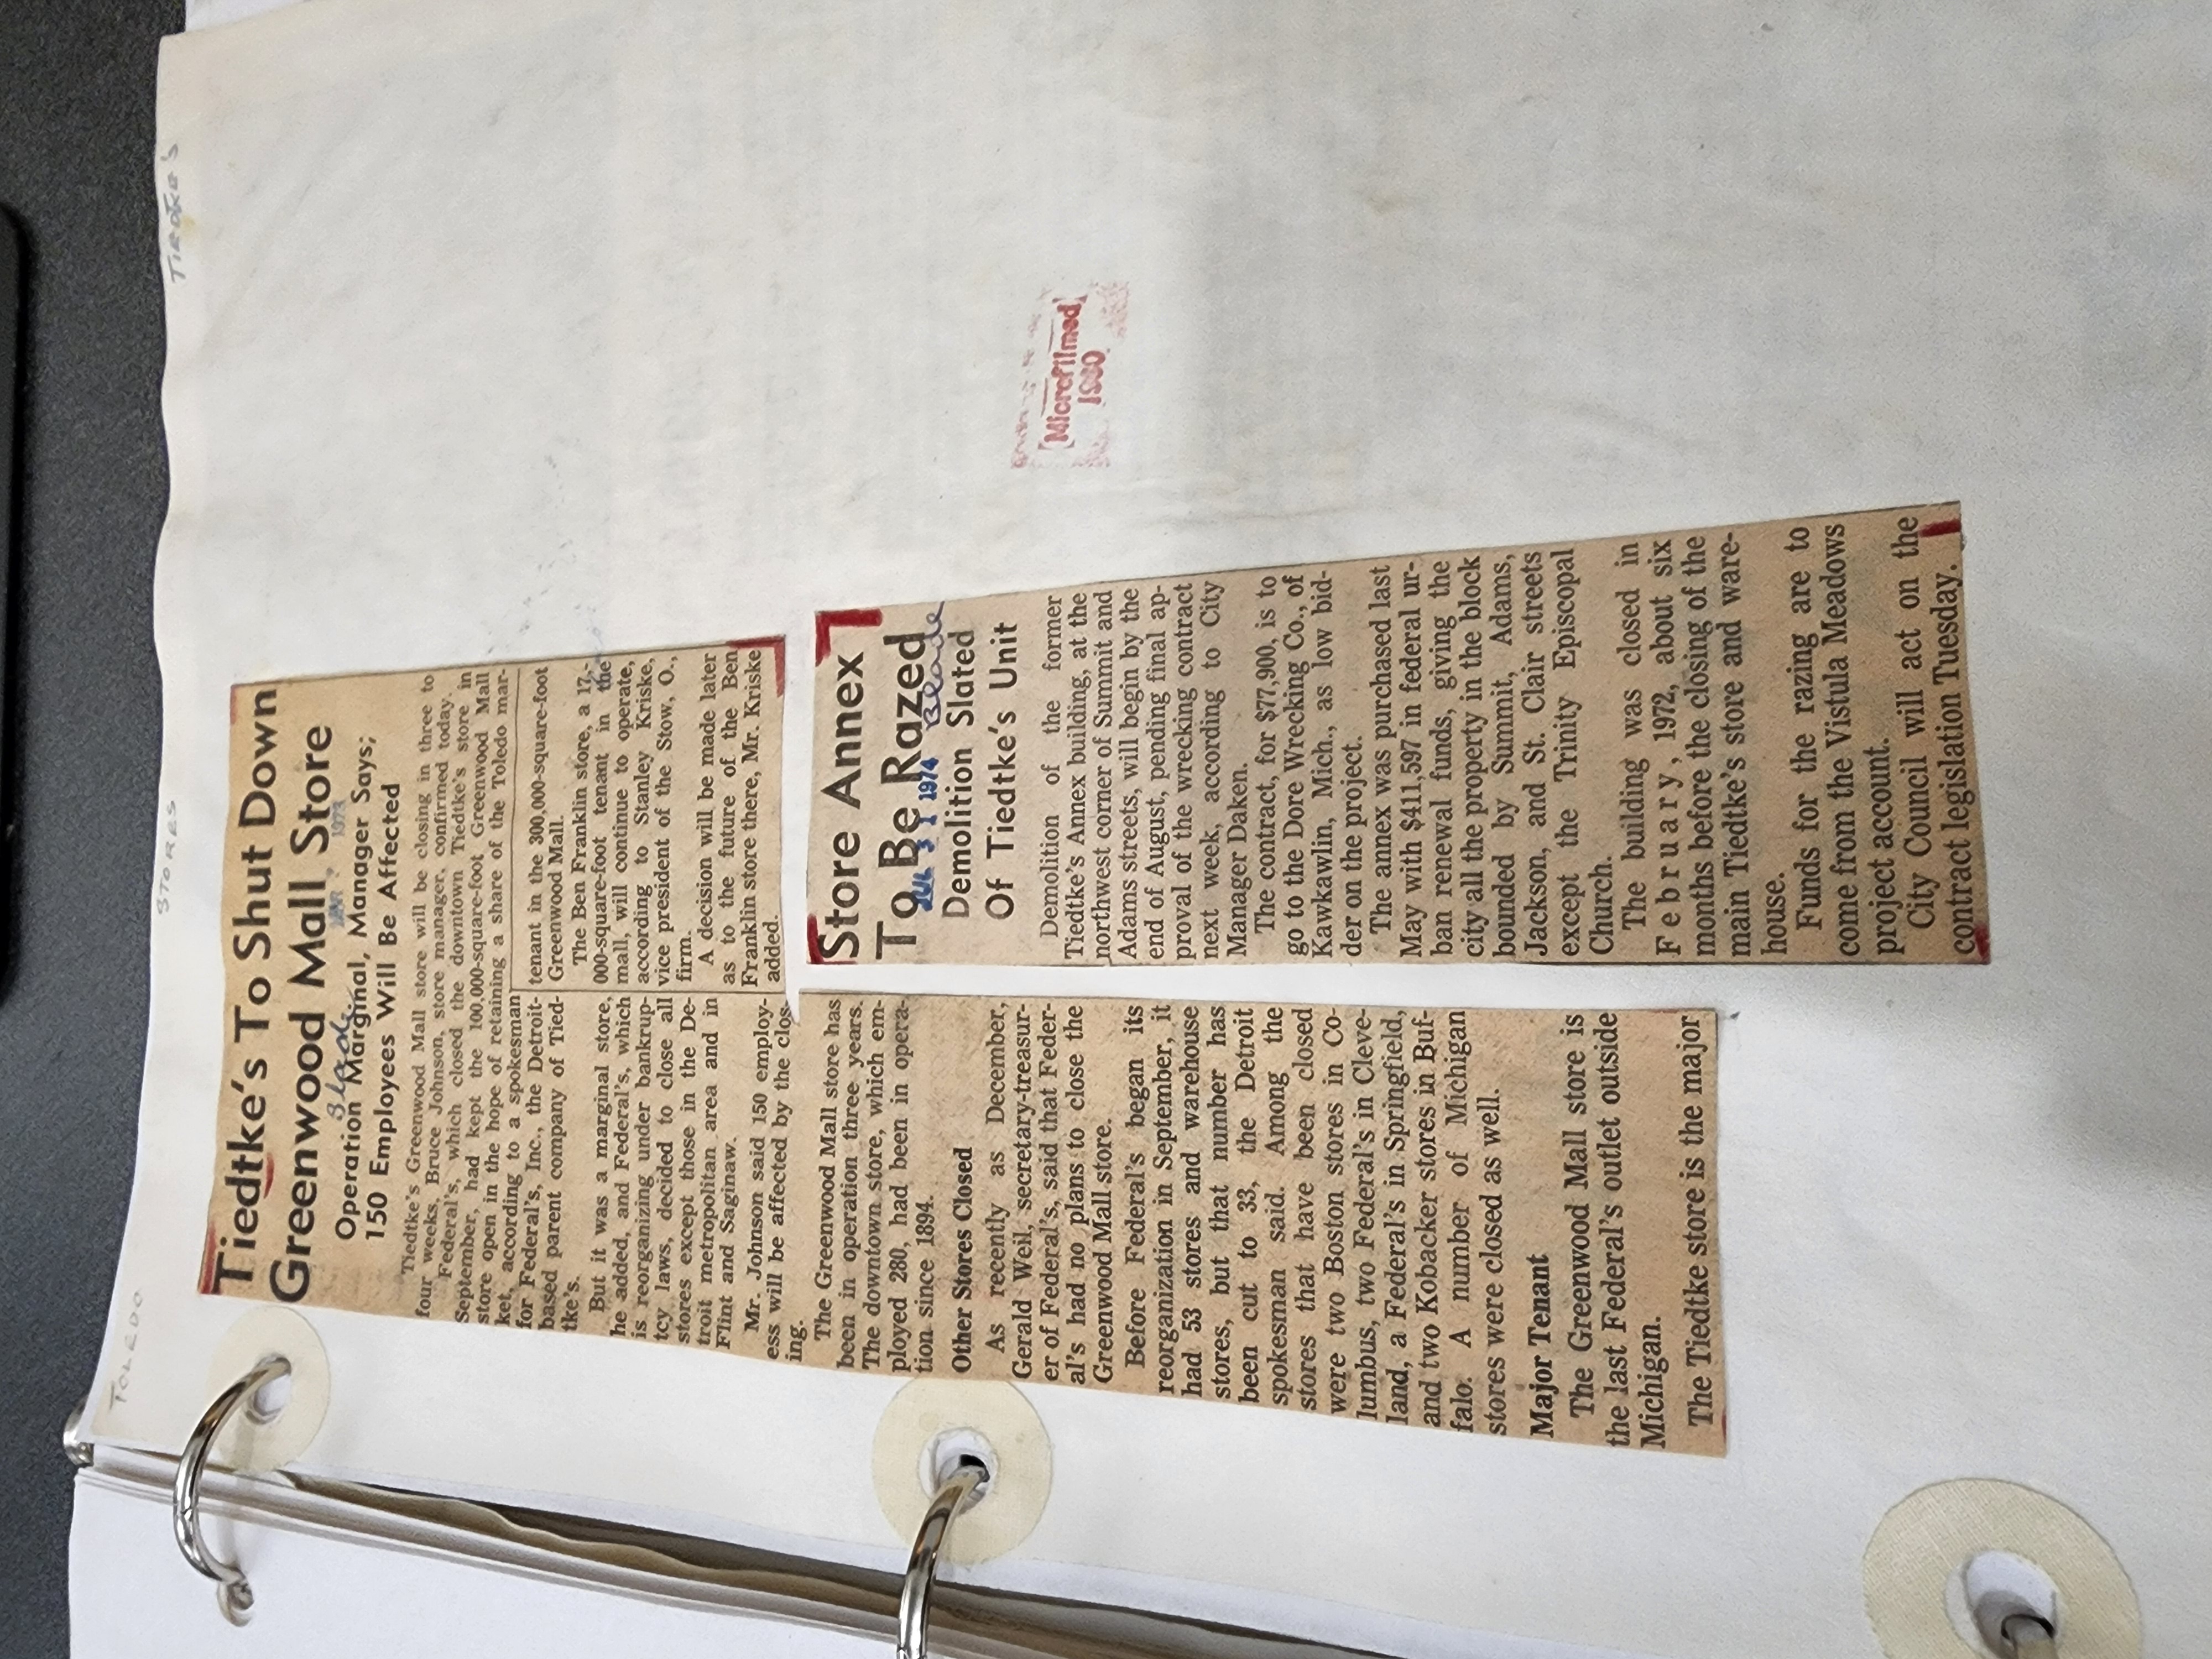 TOLEDO
STORES
TIEDTKE'S
Tiedtke's To Shut Down
Greenwood Mall Store
Blade
1973
Operation Marginal, Manager Says;
150 Employees Will Be Affected
Tiedtke's Greenwood Mall store will be closing in three to
four weeks, Bruce Johnson, store manager, confirmed today.
Federal's, which closed the downtown Tiedtke's store in
September, had kept the 100,000-square-foot Greenwood Mall
store open in the hope of retaining a share of the Toledo mar-
ket, according to a spokesman
for Federal's, Inc., the Detroit-
based parent company of Tied-
tke's.
But it was a marginal store,
he added, and Federal's, which
is reorganizing under bankrup-
tcy laws, decided to close all
stores except those in the De-
troit metropolitan area and in
Flint and Saginaw.
Mr. Johnson said 150 employ-
ess will be affected by the clos-
ing.
The Greenwood Mall store has
been in operation three years.
The downtown store, which em-
ployed 280, had been in opera-
tion since 1894.
Other Stores Closed
As recently as December,
Gerald Weil, secretary-treasur-
er of Federal's, said that Feder-
al's had no plans to close the
Greenwood Mall store.
Before Federal's began its
reorganization in September, it
had 53 stores and warehouse
stores, but that number has
been cut to 33, the Detroit
spokesman said. Among the
stores that have been closed
were two Boston stores in Co-
lumbus, two Federal's in Cleve-
land, a Federal's in Springfield,
and two Kobacker stores in Buf-
falo. A number of Michigan
stores were closed as well.
Major Tenant
The Greenwood Mall store is
the last Federal's outlet outside
Michigan.
The Tiedtke store is the major
tenant in the 300,000-square-foot
Greenwood Mall.
The Ben Franklin store, a 17,-
000-square-foot tenant in the
mall, will continue to operate,
according to Stanley Kriske,
vice president of the Stow, O.,
firm.
A decision will be made later
as to the future of the Ben
Franklin store there, Mr. Kriske
added.
Store Annex
To Be Razed
JUL 31 1974
Blade
Demolition Slated
Of Tiedtke's Unit
Demolition of the former
Tiedtke's Annex building, at the
northwest corner of Summit and
Adams streets, will begin by the
end of August, pending final ap-
proval of the wrecking contract
next week, according to City
Manager Daken.
The contract, for $77,900, is to
go to the Dore Wrecking Co., of
Kawkawlin, Mich., as low bid-
der on the project.
The annex was purchased last
May with $411,597 in federal ur-
ban renewal funds, giving the
city all the property in the block
bounded by Summit, Adams,
Jackson, and St. Clair streets
except the Trinity Episcopal
Church.
The building was closed in
February, 1972, about six
months before the closing of the
main Tiedtke's store and ware-
house.
Funds for the razing are to
come from the Vistula Meadows
project account.
City Council will act on the
contract legislation Tuesday.
Microfilmed
1980